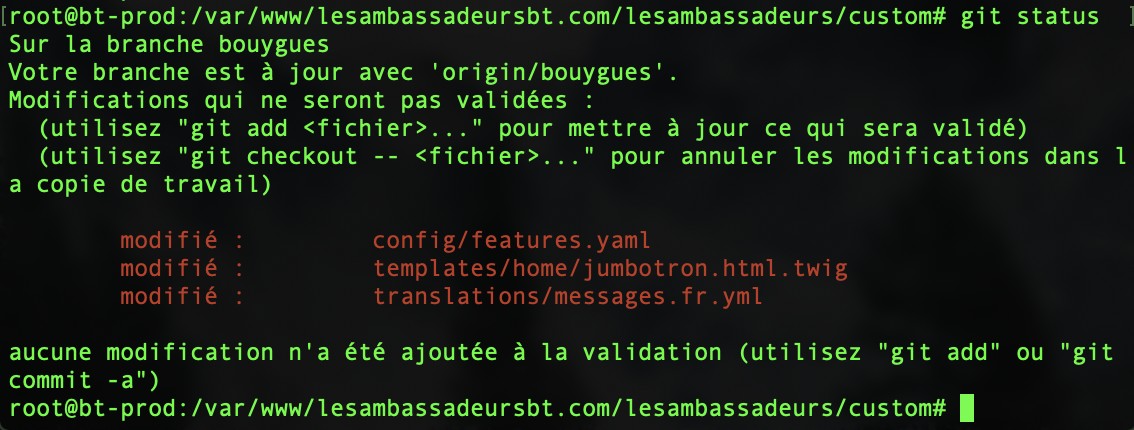 [root@bt-prod:/var/www/lesambassadeursbt.com/lesambassadeurs/custom# git status ]
Sur la branche bouygues
Votre branche est à jour avec 'origin/bouygues'.
Modifications qui ne seront pas validées :
  (utilisez "git add <fichier>..." pour mettre à jour ce qui sera validé)
  (utilisez "git checkout -- <fichier>..." pour annuler les modifications dans l
a copie de travail)
        modifié :         config/features.yaml
        modifié :         templates/home/jumbotron.html.twig
        modifié :         translations/messages.fr.yml
aucune modification n'a été ajoutée à la validation (utilisez "git add" ou "git
commit -a")
root@bt-prod:/var/www/lesambassadeursbt.com/lesambassadeurs/custom#